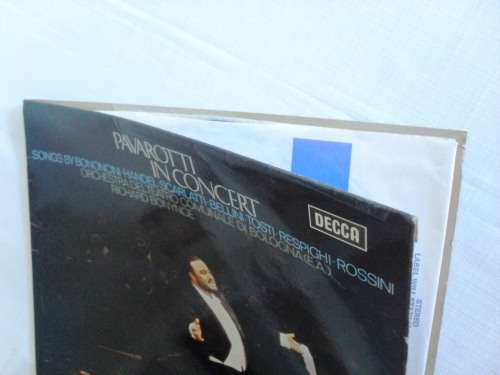 PAVAROTTI
IN CONCERT
SONGS BY BONONCINI·HANDEL·SCARLATTI·BELLINI·TOSTI·RESPIGHI·ROSSINI
ORCHESTRA DEL TEATRO COMUNALE DI BOLOGNA (E.A.)
RICHARD BONYNGE
DECCA
STEREO